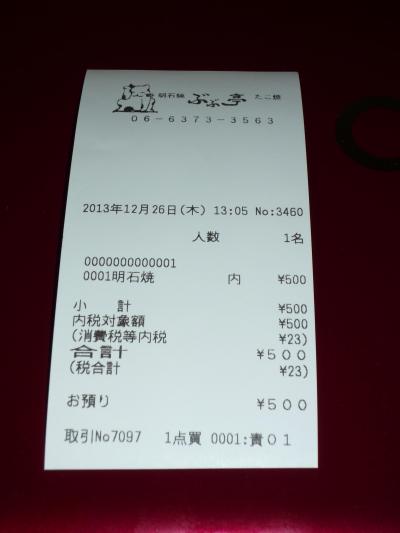 明石焼 ぶぶ亭 たこ焼
06-6373-3563
2013年12月26日(木) 13:05 No:3460
人数 1名
0000000000001
0001明石焼 内 ¥500
小 計 ¥500
内税対象額 ¥500
(消費税等内税 ¥23)
合計 ¥500
(税合計 ¥23)
お預り ¥500
取引No7097 1点買 0001:責01